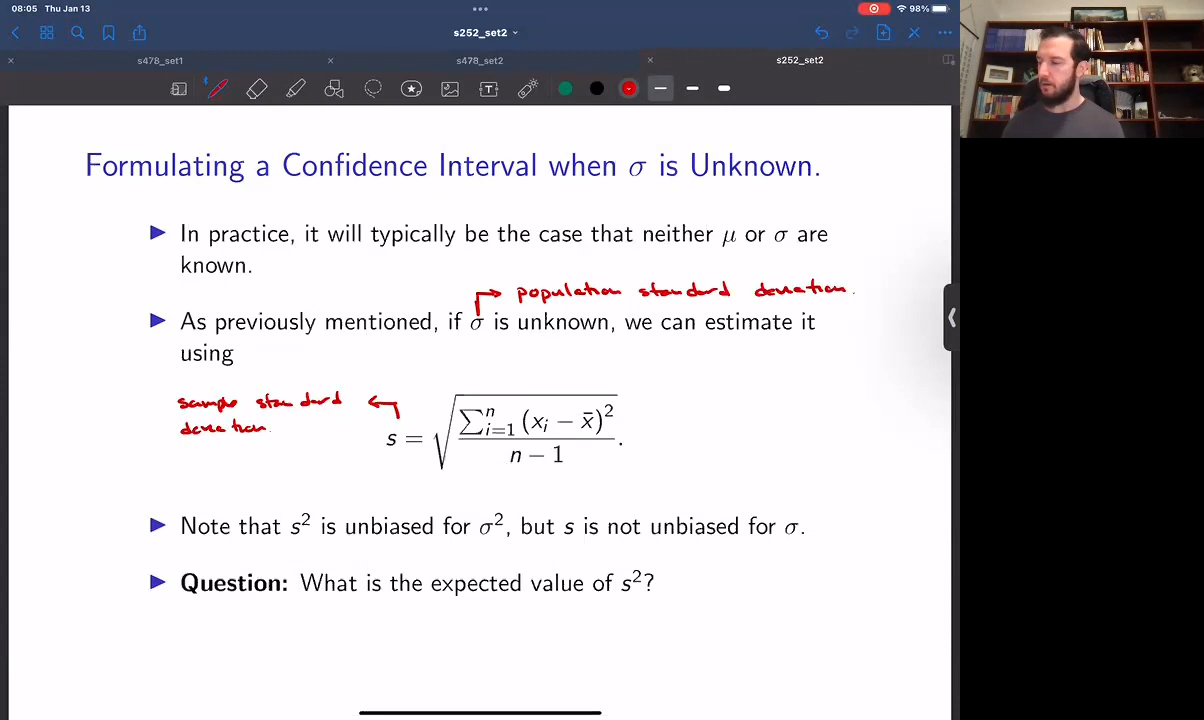 08:05 Thu Jan 13
98%
s252_set2
s478_set1
s478_set2
s252_set2
Formulating a Confidence Interval when σ is Unknown.
In practice, it will typically be the case that neither μ or σ are
known.
population standard deviation.
As previously mentioned, if σ is unknown, we can estimate it
using
sample standard
deviation.
s = √(∑ⁿᵢ₌₁ (xᵢ − x̄)² / (n − 1)).
Note that s² is unbiased for σ², but s is not unbiased for σ.
Question: What is the expected value of s²?